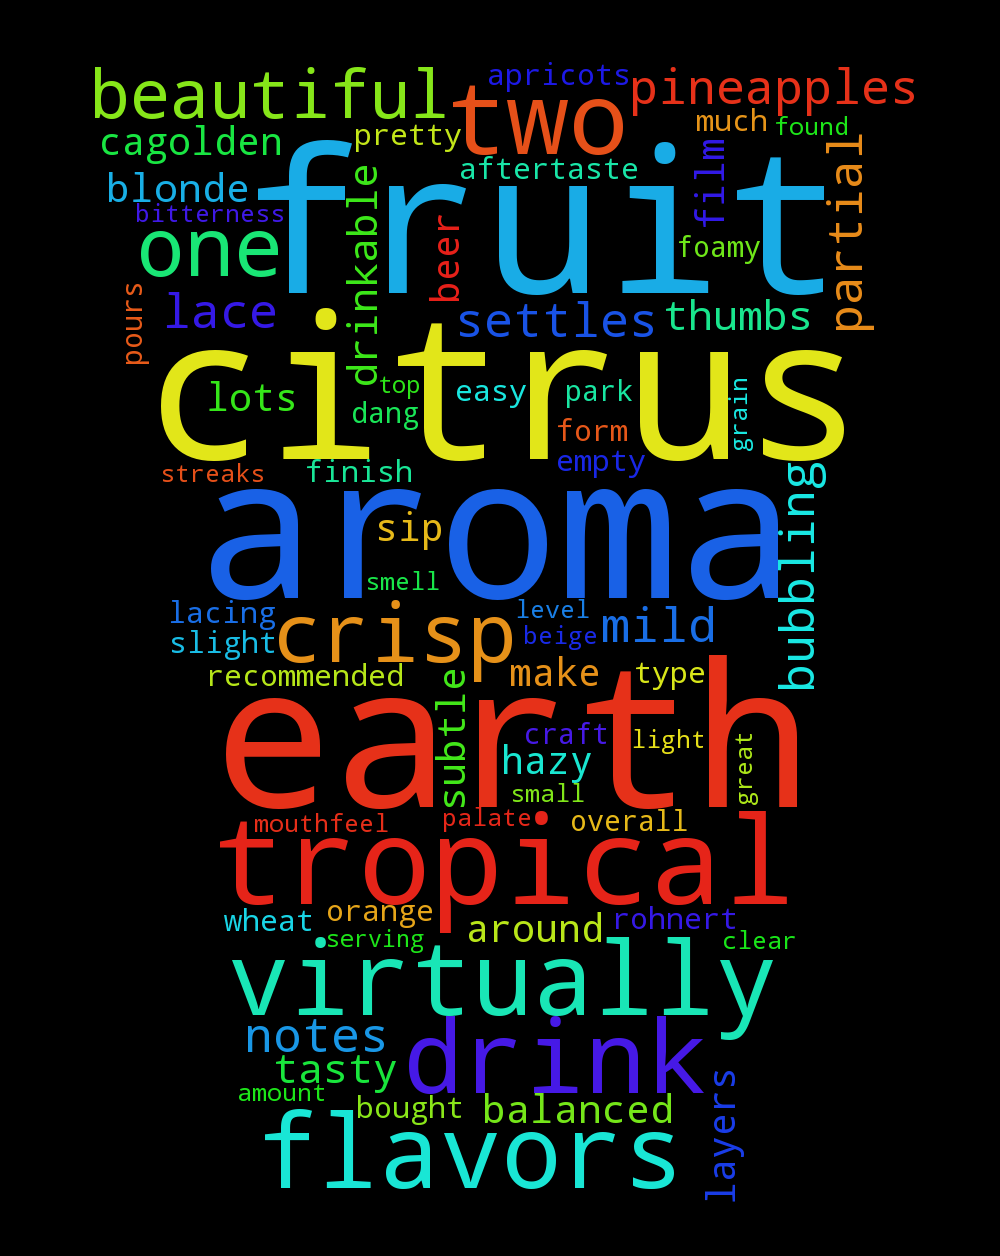 apricots
beautiful
two
pineapples
much
found
cagolden
pretty
fruit
aftertaste
film
partial
blonde
bitterness
drinkable
beer
one
foamy
pours
lace
settles
thumbs
citrus
lots
top
easy
park
grain
dang
form
streaks
finish
empty
aroma
bubbling
sip
smell
lacing
crisp
level
mild
slight
beige
recommended
make
type
earth
subtle
craft
light
hazy
great
small
mouthfeel
palate
overall
tropical
wheat
orange
around
rohnert
serving
clear
virtually
notes
drink
tasty
layers
amount
bought
balanced
flavors